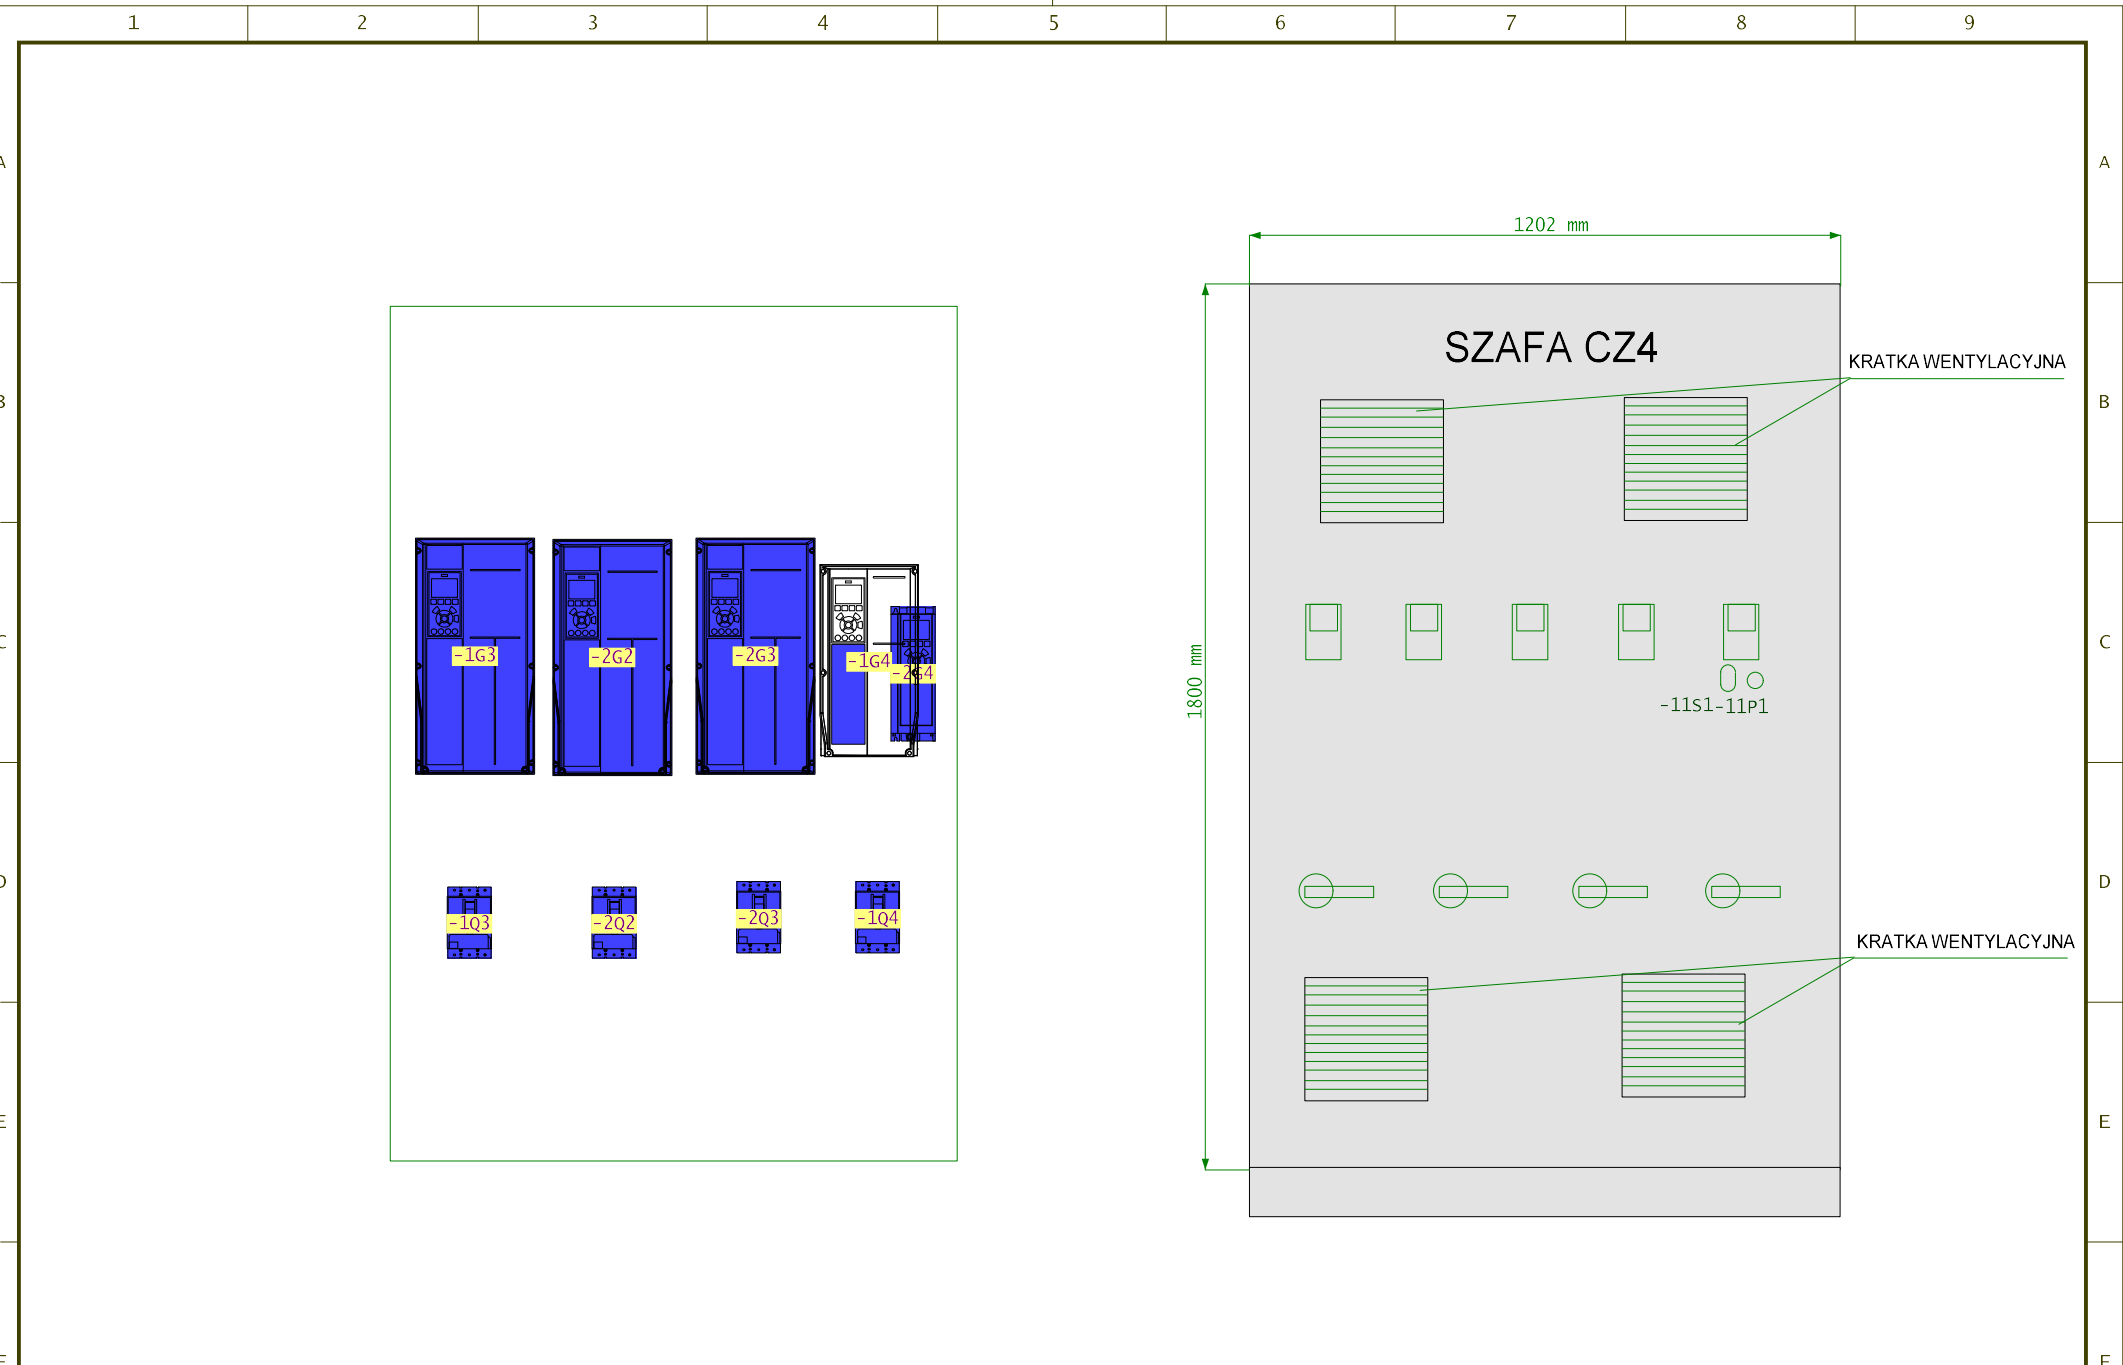 1 2 3 4 5 6 7 8 9
A A
1202 mm
SZAFA CZ4
KRATKA WENTYLACYJNA
B B
C C
1800 mm
-1G3 -2G2 -2G3 -1G4 -2G4
-11S1 -11P1
D D
-1Q3 -2Q2 -2Q3 -1Q4
KRATKA WENTYLACYJNA
E E
F F